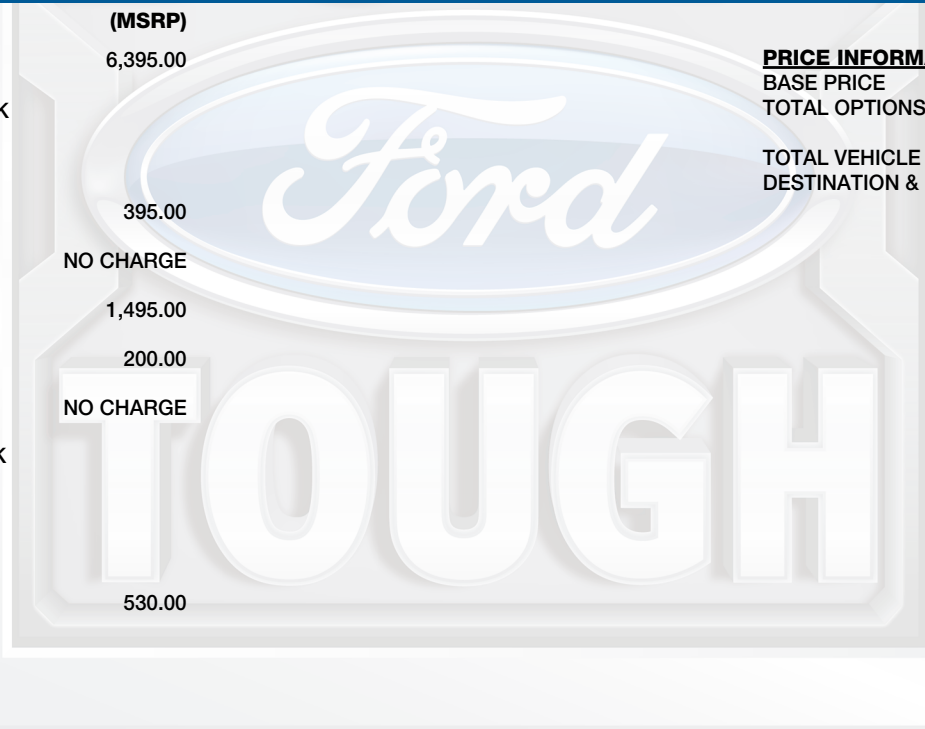 (MSRP)
6,395.00
K
395.00
NO CHARGE
1,495.00
200.00
NO CHARGE
K
530.00
PRICE INFORM
BASE PRICE
TOTAL OPTIONS
TOTAL VEHICLE
DESTINATION &
Ford
TOUGH